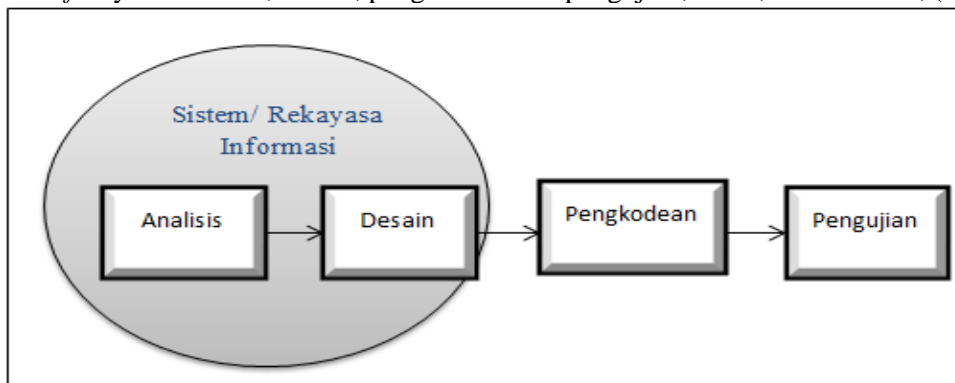 Sistem/ Rekayasa
Informasi
Analisis
Desain
Pengkodean
Pengujian